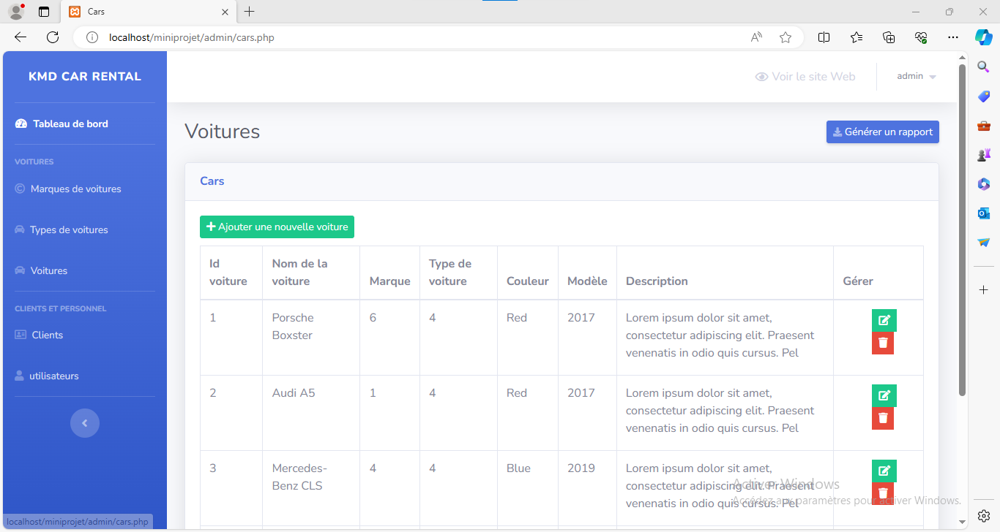 Cars
localhost/miniprojet/admin/cars.php
KMD CAR RENTAL
Voir le site Web
admin
Tableau de bord
Voitures
Générer un rapport
VOITURES
Marques de voitures
Types de voitures
Voitures
CLIENTS ET PERSONNEL
Clients
utilisateurs
Cars
Ajouter une nouvelle voiture
Id voiture Nom de la voiture Marque Type de voiture Couleur Modèle Description Gérer
1 Porsche Boxster 6 4 Red 2017 Lorem ipsum dolor sit amet,
consectetur adipiscing elit. Praesent
venenatis in odio quis cursus. Pel
2 Audi A5 1 4 Red 2017 Lorem ipsum dolor sit amet,
consectetur adipiscing elit. Praesent
venenatis in odio quis cursus. Pel
3 Mercedes-Benz CLS 4 4 Blue 2019 Lorem ipsum dolor sit amet,
consectetur adipiscing elit. Praesent
venenatis in odio quis cursus. Pel
Activer Windows
Accédez aux paramètres pour activer Windows.
localhost/miniprojet/admin/cars.php